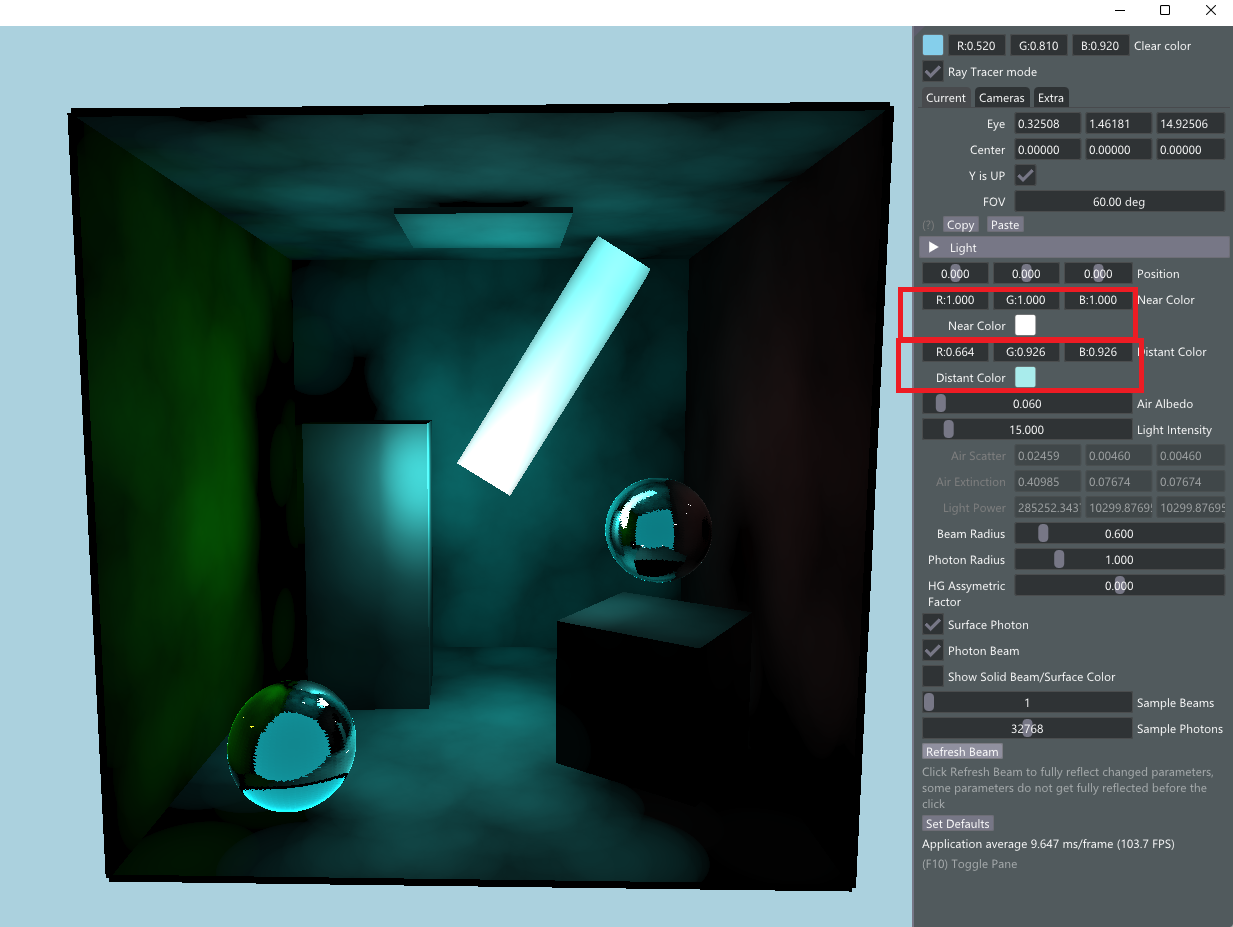 R:0.520 G:0.810 B:0.920 Clear color
Ray Tracer mode
Current Cameras Extra
Eye 0.32508 1.46181 14.92506
Center 0.00000 0.00000 0.00000
Y is UP
FOV 60.00 deg
(?) Copy Paste
Light
0.000 0.000 0.000 Position
R:1.000 G:1.000 B:1.000 Near Color
Near Color
R:0.664 G:0.926 B:0.926 Distant Color
Distant Color
0.060 Air Albedo
15.000 Light Intensity
Air Scatter 0.02459 0.00460 0.00460
Air Extinction 0.40985 0.07674 0.07674
Light Power 285252.343 10299.8769 10299.87695
Beam Radius 0.600
Photon Radius 1.000
HG Assymetric 0.000
Factor
Surface Photon
Photon Beam
Show Solid Beam/Surface Color
1 Sample Beams
32768 Sample Photons
Refresh Beam
Click Refresh Beam to fully reflect changed parameters,
some parameters do not get fully reflected before the
click
Set Defaults
Application average 9.647 ms/frame (103.7 FPS)
(F10) Toggle Pane